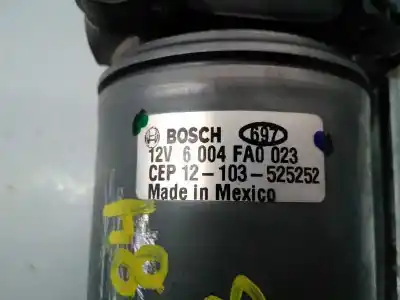 BOSCH 697
12V 6 004 FA0 023
CEP 12-103-525252
Made in Mexico